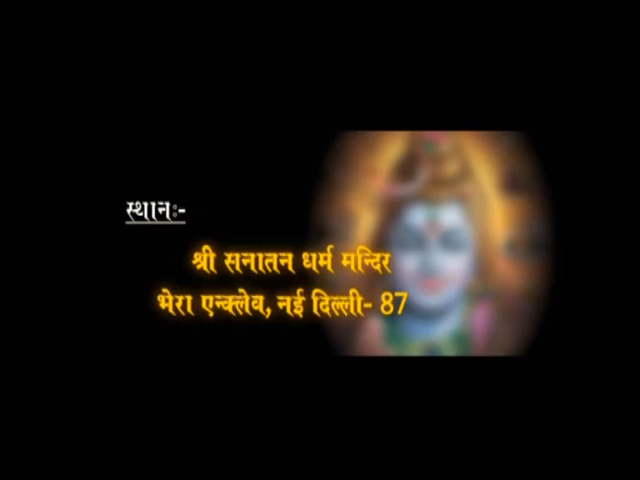 स्थानः-
श्री सनातन धर्म मन्दिर
भेरा एन्क्लेव, नई दिल्ली- 87